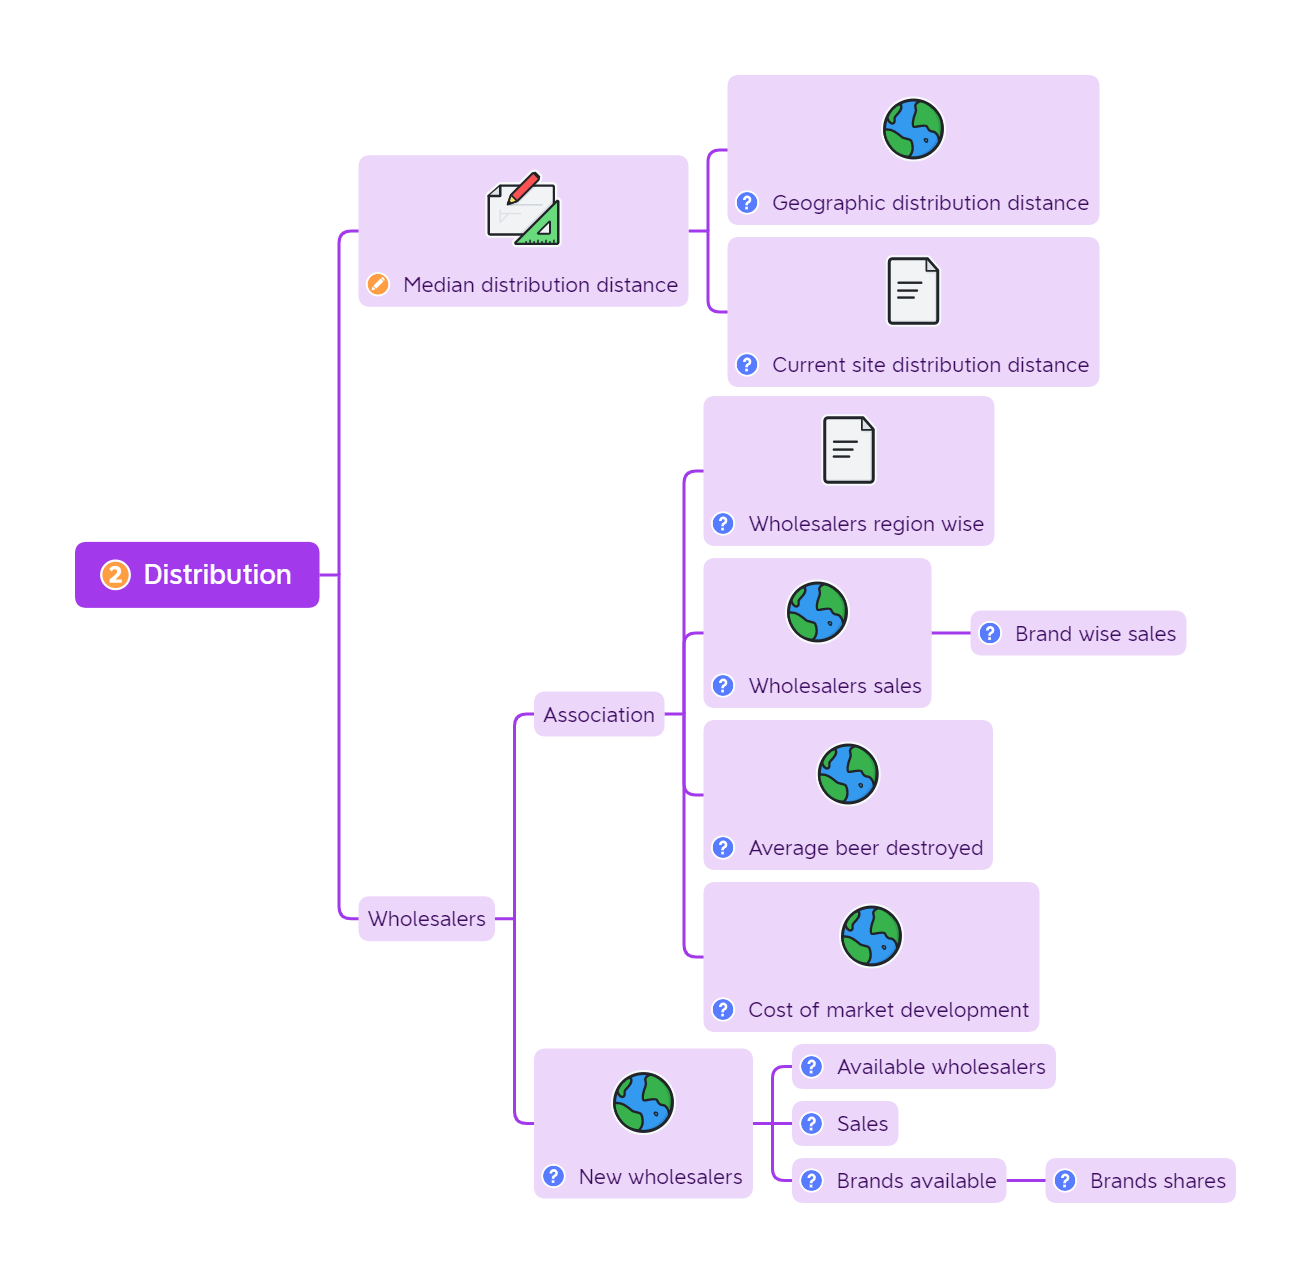 Geographic distribution distance
Median distribution distance
Current site distribution distance
Wholesalers region wise
2 Distribution
Brand wise sales
Wholesalers sales
Association
Average beer destroyed
Wholesalers
Cost of market development
Available wholesalers
Sales
New wholesalers
Brands available
Brands shares